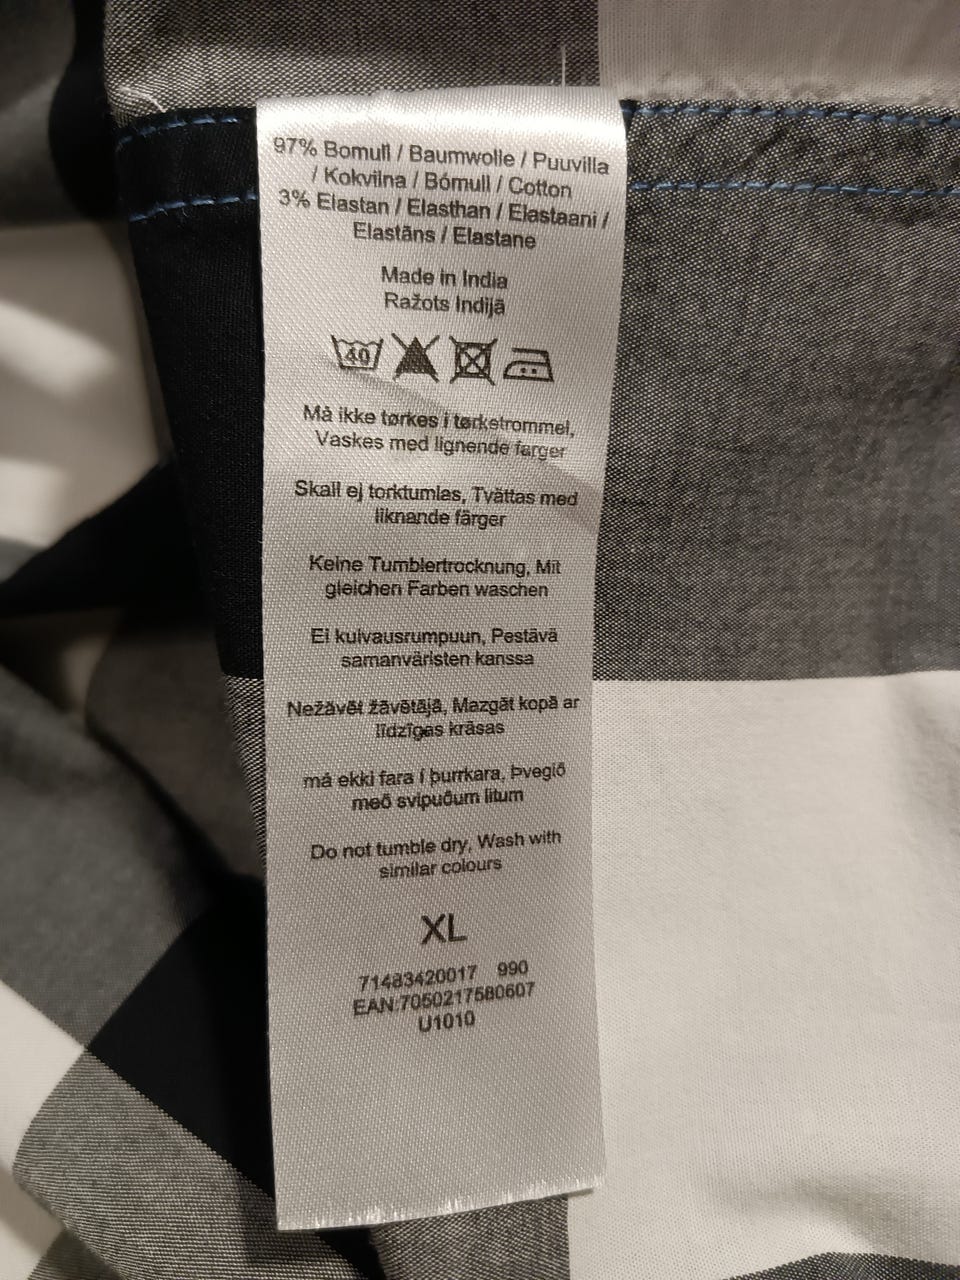 97% Bomull / Baumwolle / Puuvilla
/ Kokvilna / Bómull / Cotton
3% Elastan / Elasthan / Elastaani /
Elastāns / Elastane
Made in India
Ražots Indijā
40
Må ikke tørkes i tørketrommel,
Vaskes med lignende farger
Skall ej torktumlas, Tvättas med
liknande färger
Keine Tumblertrocknung, Mit
gleichen Farben waschen
Ei kuivausrumpuun, Pestävä
samanväristen kanssa
Nežāvēt žāvētājā, Mazgāt kopā ar
līdzīgas krāsas
má ekki fara í þurrkara, Þvegið
með svipuðum litum
Do not tumble dry, Wash with
similar colours
XL
71483420017 990
EAN:7050217580607
U1010